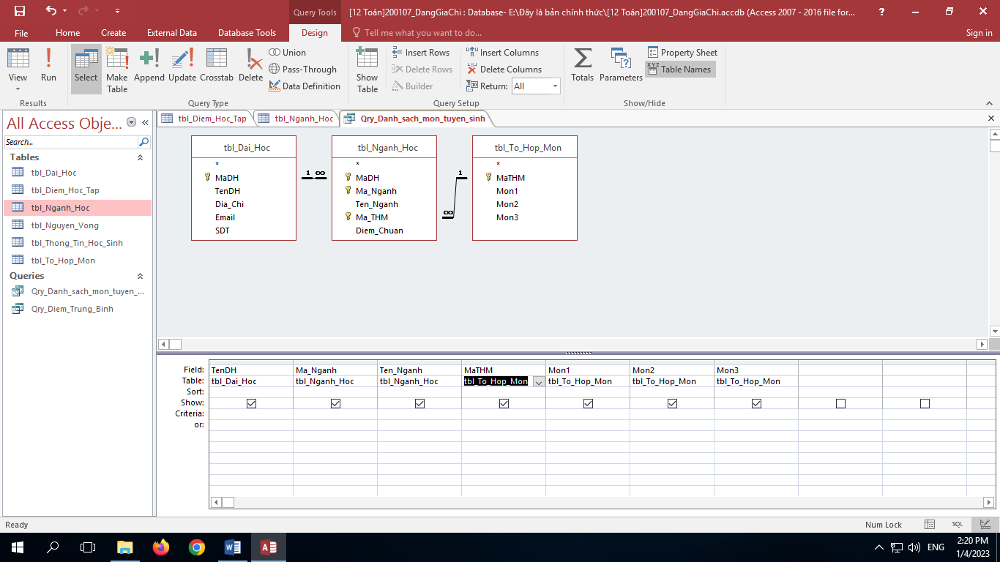 Query Tools
[12 Toán]200107_DangGiaChi : Database- E:\Đây là bản chính thức\[12 Toán]200107_DangGiaChi.accdb (Access 2007 - 2016 file for...
?
File Home Create External Data Database Tools Design Tell me what you want to do... Sign in
View
Run
Results
Select
Make Table
Append
Update
Crosstab
Delete
Union
Pass-Through
Data Definition
Query Type
Show Table
Insert Rows
Delete Rows
Builder
Insert Columns
Delete Columns
Return: All
Query Setup
Totals
Parameters
Property Sheet
XYZ Table Names
Show/Hide
All Access Obje...
Search...
Tables
tbl_Dai_Hoc
tbl_Diem_Hoc_Tap
tbl_Nganh_Hoc
tbl_Nguyen_Vong
tbl_Thong_Tin_Hoc_Sinh
tbl_To_Hop_Mon
Queries
Qry_Danh_sach_mon_tuyen_...
Qry_Diem_Trung_Binh
tbl_Diem_Hoc_Tap tbl_Nganh_Hoc Qry_Danh_sach_mon_tuyen_sinh
tbl_Dai_Hoc
*
MaDH
TenDH
Dia_Chi
Email
SDT
1 ∞
tbl_Nganh_Hoc
*
MaDH
Ma_Nganh
Ten_Nganh
Ma_THM
Diem_Chuan
∞ 1
tbl_To_Hop_Mon
*
MaTHM
Mon1
Mon2
Mon3
Field: TenDH Ma_Nganh Ten_Nganh MaTHM Mon1 Mon2 Mon3
Table: tbl_Dai_Hoc tbl_Nganh_Hoc tbl_Nganh_Hoc tbl_To_Hop_Mon tbl_To_Hop_Mon tbl_To_Hop_Mon tbl_To_Hop_Mon
Sort:
Show:
Criteria:
or:
Ready Num Lock SQL
ENG
2:20 PM
1/4/2023